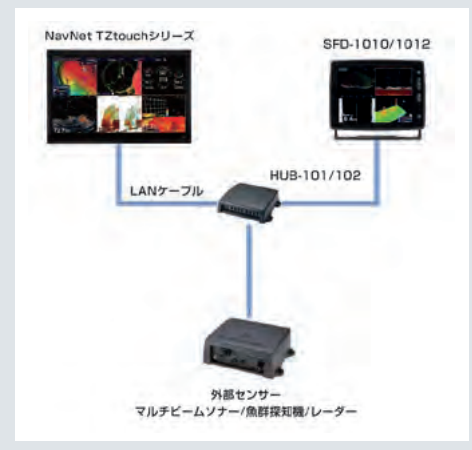 NavNet TZtouchシリーズ
SFD-1010/1012
HUB-101/102
LANケーブル
外部センサー
マルチビームソナー/魚群探知機/レーダー